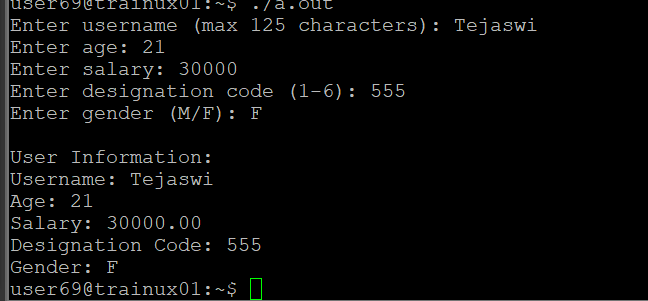 user69@trainux01:~$ ./a.out
Enter username (max 125 characters): Tejaswi
Enter age: 21
Enter salary: 30000
Enter designation code (1-6): 555
Enter gender (M/F): F
User Information:
Username: Tejaswi
Age: 21
Salary: 30000.00
Designation Code: 555
Gender: F
user69@trainux01:~$